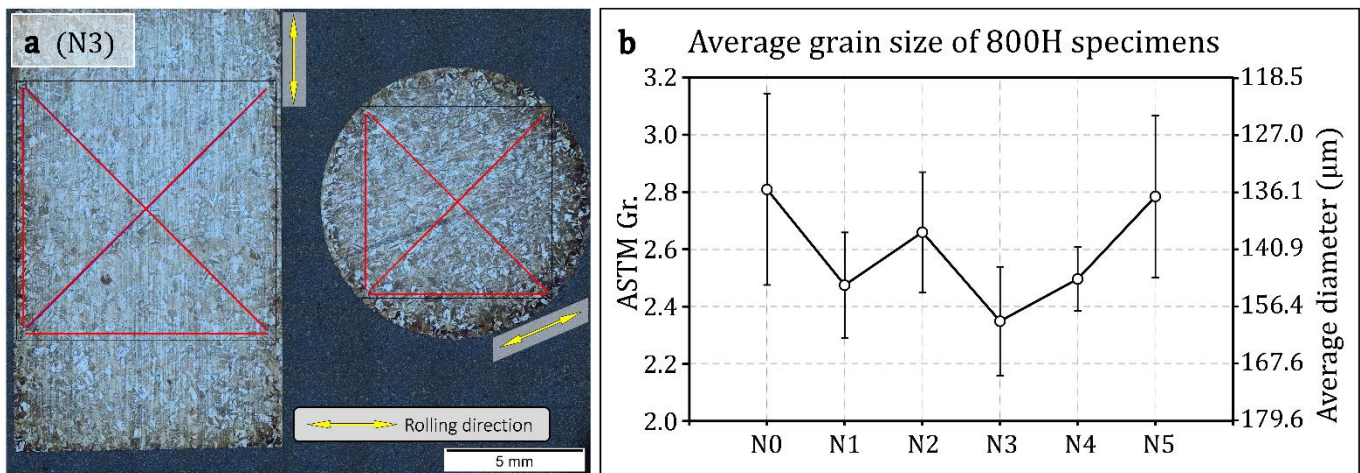 a (N3)
Rolling direction
5 mm
b Average grain size of 800H specimens
ASTM Gr.
3.2
3.0
2.8
2.6
2.4
2.2
2.0
118.5
127.0
136.1
140.9
156.4
167.6
179.6
Average diameter (µm)
N0 N1 N2 N3 N4 N5